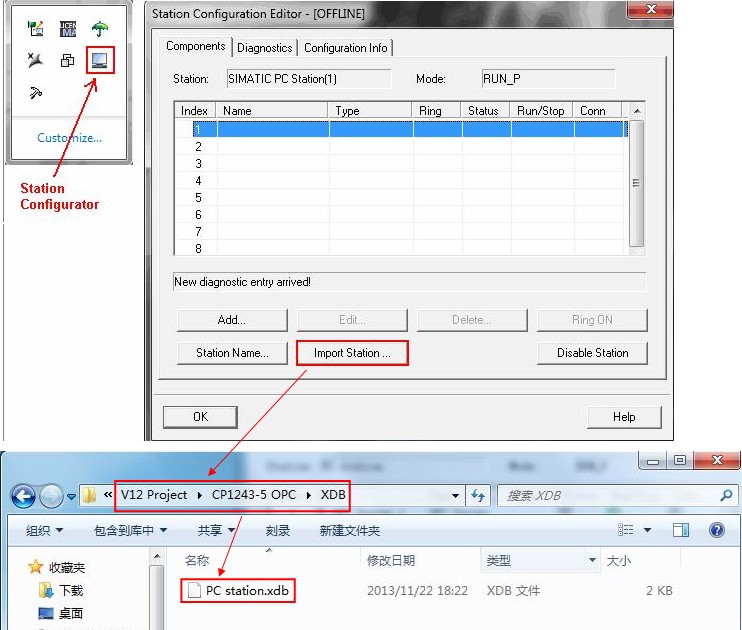 Station Configuration Editor - [OFFLINE]
Customize...
Station
Configurator
Components Diagnostics Configuration Info
Station: SIMATIC PC Station(1) Mode: RUN_P
Index Name Type Ring Status Run/Stop Conn
1
2
3
4
5
6
7
8
New diagnostic entry arrived!
Add... Edit... Delete... Ring ON
Station Name... Import Station ... Disable Station
OK Help
« V12 Project CP1243-5 OPC XDB 搜索 XDB
组织 包含到库中 共享 刻录 新建文件夹
收藏夹 名称 修改日期 类型 大小
下载 PC station.xdb 2013/11/22 18:22 XDB 文件 2 KB
桌面